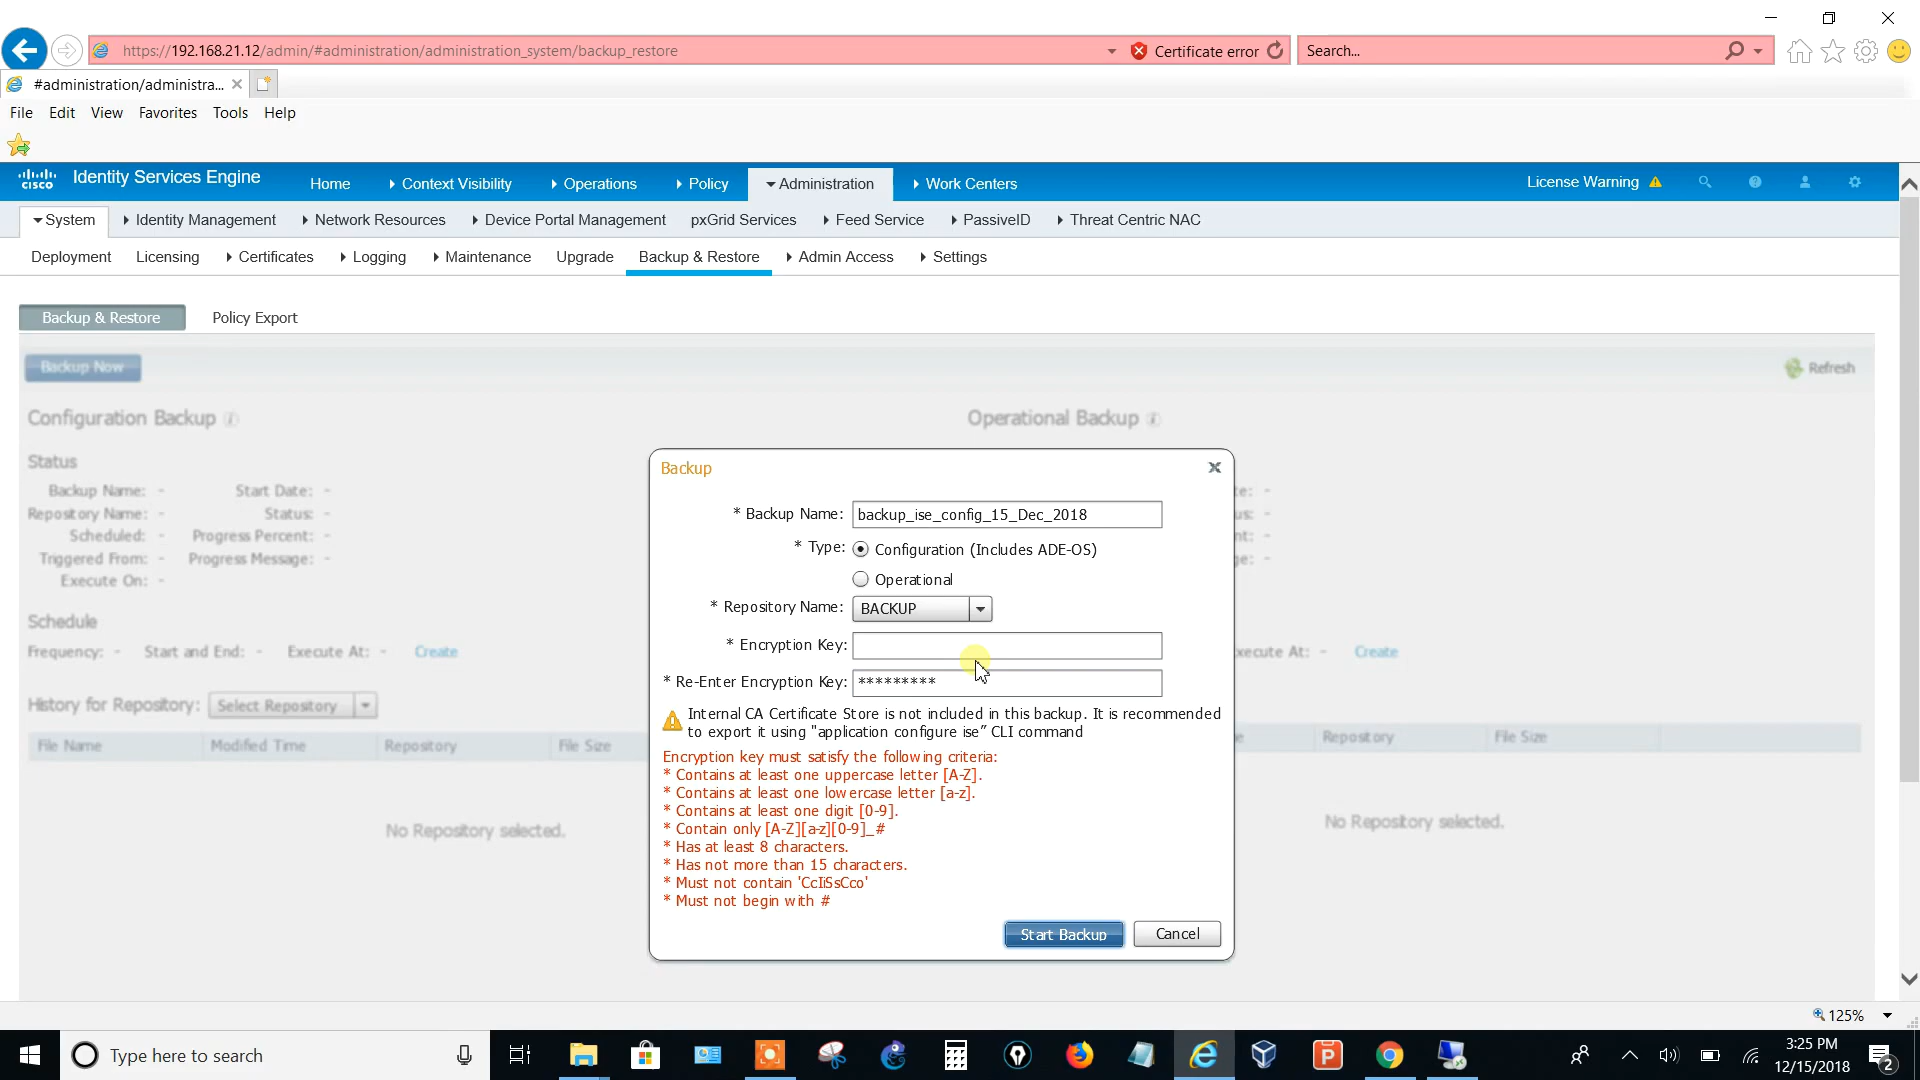 https://192.168.21.12/admin/#administration/administration_system/backup_restore
Certificate error
Search...
#administration/administra...
File Edit View Favorites Tools Help
cisco Identity Services Engine Home Context Visibility Operations Policy Administration Work Centers License Warning
System Identity Management Network Resources Device Portal Management pxGrid Services Feed Service PassiveID Threat Centric NAC
Deployment Licensing Certificates Logging Maintenance Upgrade Backup & Restore Admin Access Settings
Backup & Restore Policy Export
Backup Now Refresh
Configuration Backup Operational Backup
Status
Backup Name: - Start Date: -
Repository Name: - Status: -
Scheduled: - Progress Percent: -
Triggered From: - Progress Message: -
Execute On: -
Schedule
Frequency: - Start and End: - Execute At: - Create
Execute At: - Create
History for Repository: Select Repository
File Name Modified Time Repository File Size
Repository File Size
No Repository selected.
No Repository selected.
Backup
* Backup Name: backup_ise_config_15_Dec_2018
* Type: Configuration (Includes ADE-OS)
Operational
* Repository Name: BACKUP
* Encryption Key:
* Re-Enter Encryption Key: *********
Internal CA Certificate Store is not included in this backup. It is recommended
to export it using "application configure ise" CLI command
Encryption key must satisfy the following criteria:
* Contains at least one uppercase letter [A-Z].
* Contains at least one lowercase letter [a-z].
* Contains at least one digit [0-9].
* Contain only [A-Z][a-z][0-9]_#
* Has at least 8 characters.
* Has not more than 15 characters.
* Must not contain 'CcIiSsCco'
* Must not begin with #
Start Backup Cancel
125%
Type here to search
3:25 PM
12/15/2018
2